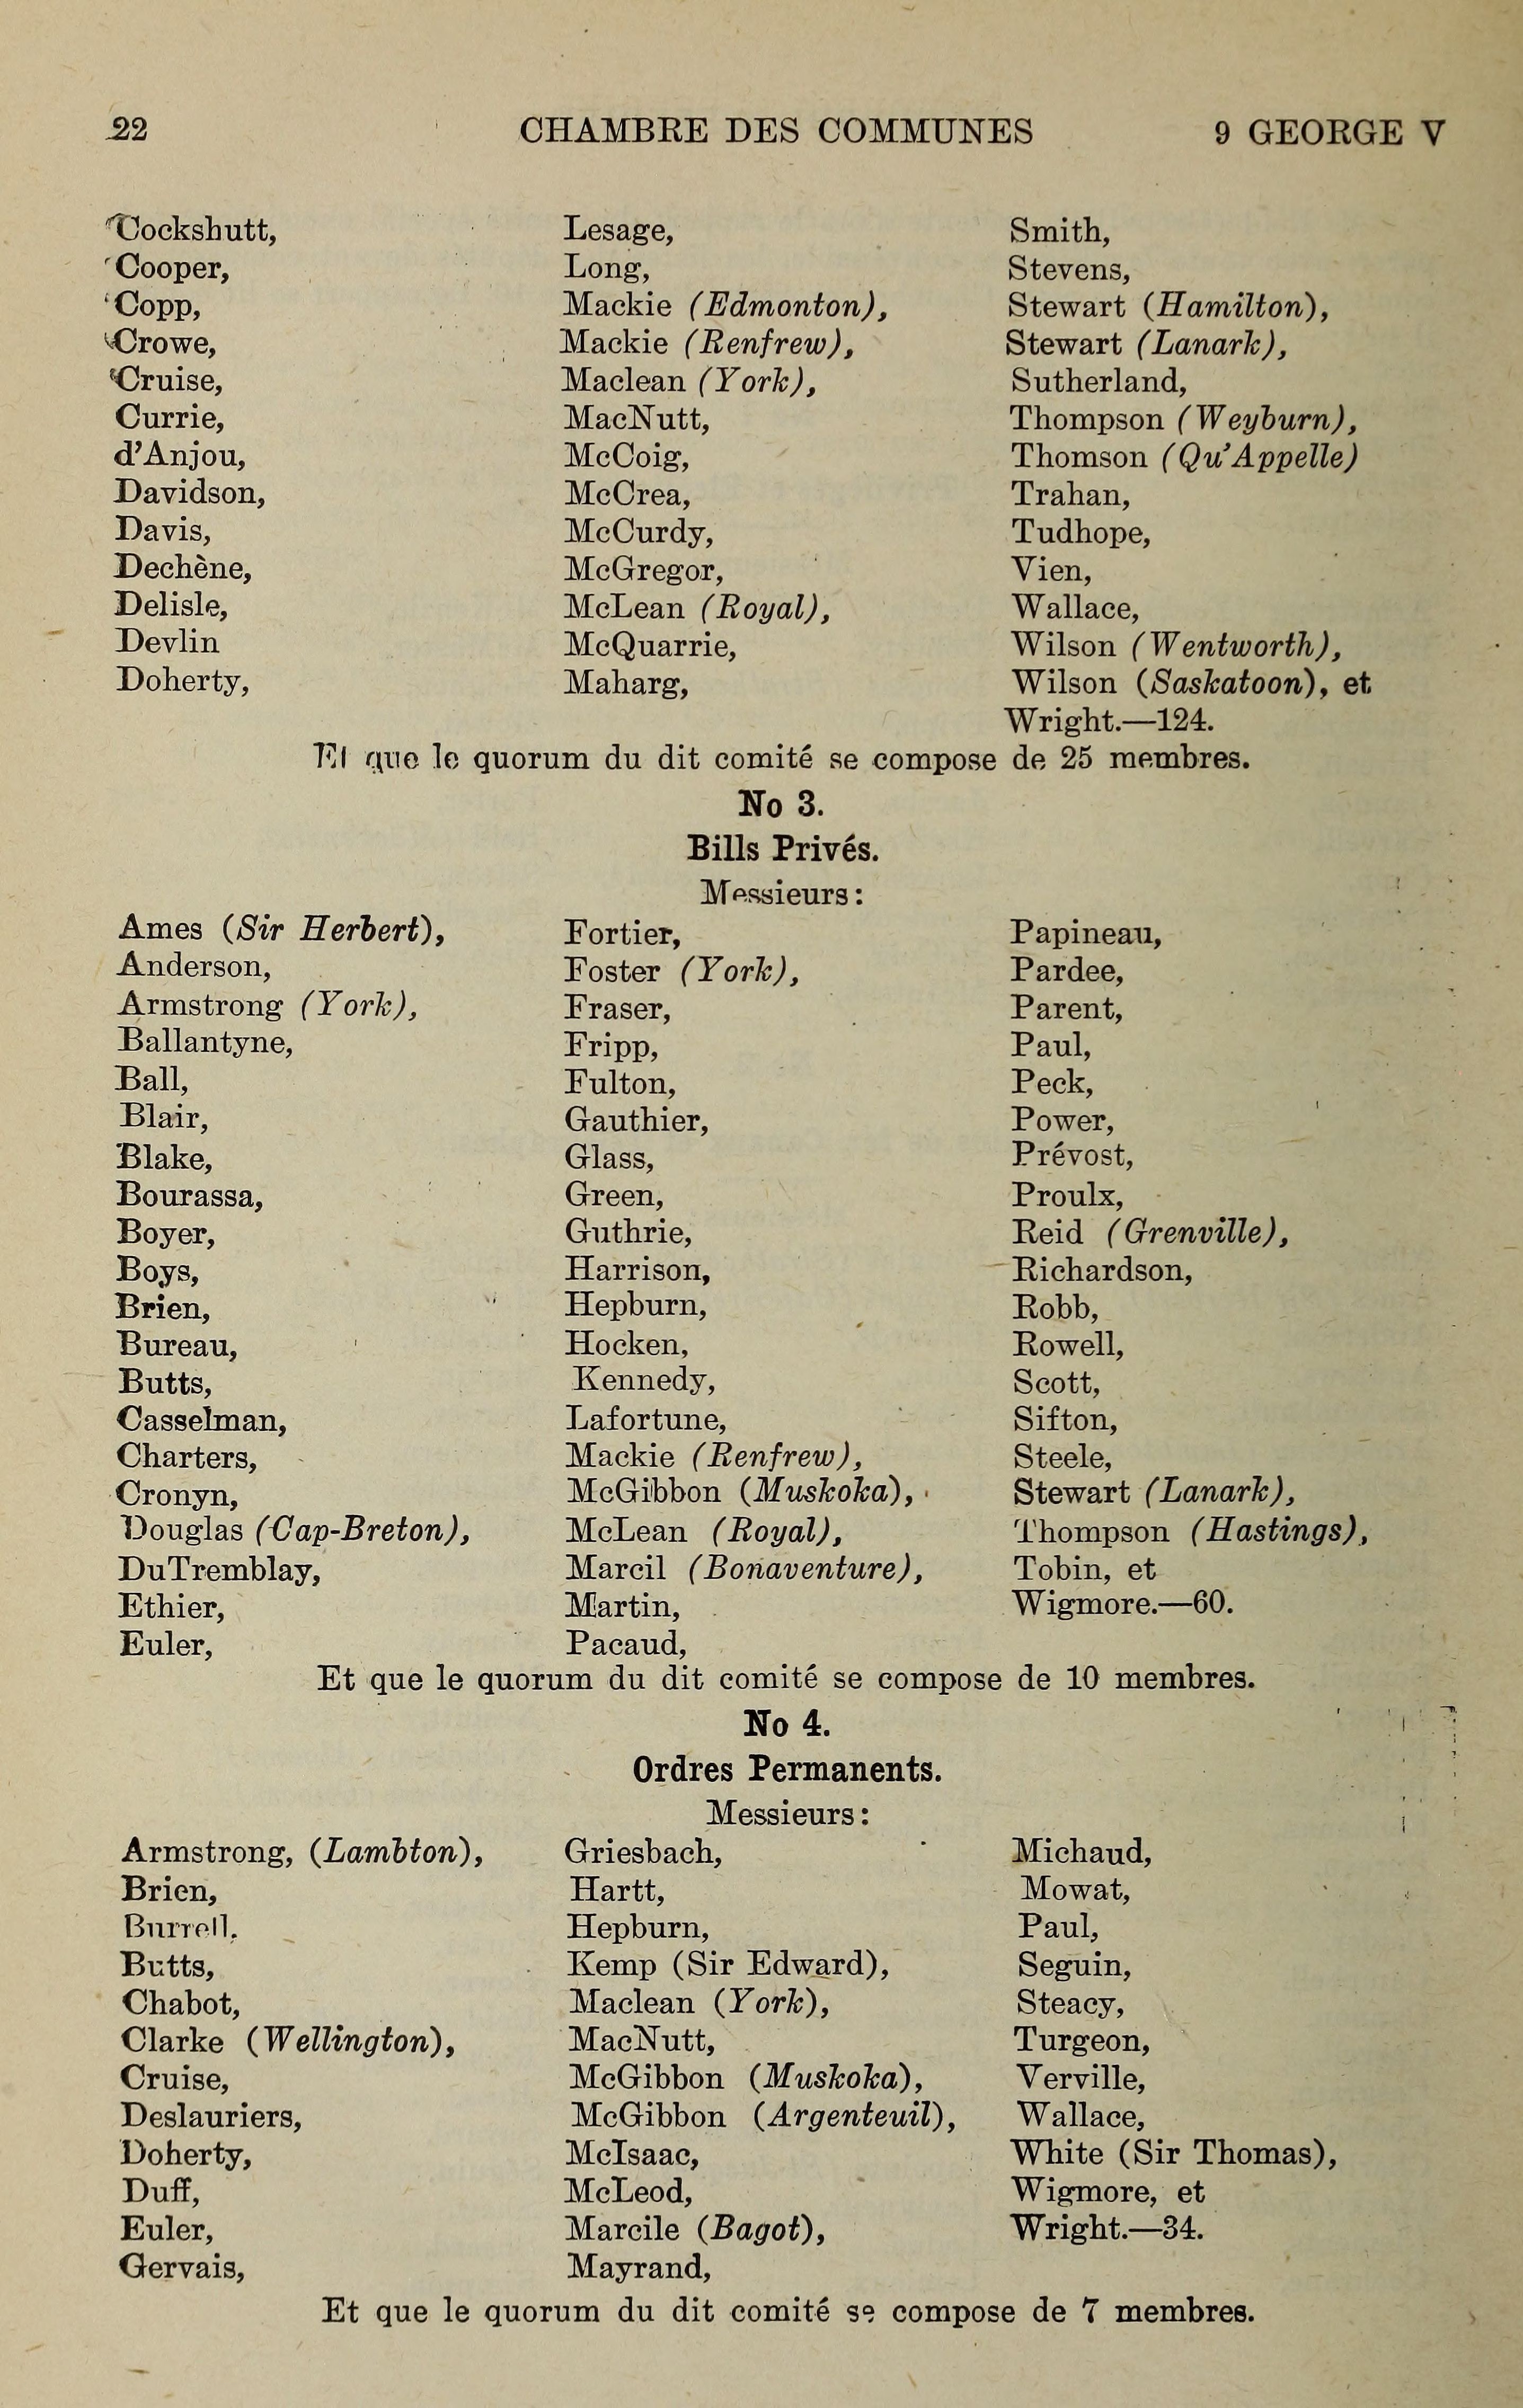 22 CHAMBRE DES COMMUNES 9 GEORGE V
Cockshutt,
Cooper,
Copp,
Crowe,
Cruise,
Currie,
d'Anjou,
Davidson,
Davis,
Dechène,
Delisle,
Devlin
Doherty,
Lesage,
Long,
Mackie (Edmonton),
Mackie (Renfrew),
Maclean (York),
MacNutt,
McCoig,
McCrea,
McCurdy,
McGregor,
McLean (Royal),
McQuarrie,
Maharg,
Smith,
Stevens,
Stewart (Hamilton),
Stewart (Lanark),
Sutherland,
Thompson (Weyburn),
Thomson (Qu'Appelle)
Trahan,
Tudhope,
Vien,
Wallace,
Wilson (Wentworth),
Wilson (Saskatoon), et
Wright.—124.
Et que le quorum du dit comité se compose de 25 membres.
No 3.
Bills Privés.
Messieurs:
Ames (Sir Herbert),
Anderson,
Armstrong (York),
Ballantyne,
Ball,
Blair,
Blake,
Bourassa,
Boyer,
Boys,
Brien,
Bureau,
Butts,
Casselman,
Charters,
Cronyn,
Douglas (Cap-Breton),
DuTremblay,
Ethier,
Euler,
Fortier,
Foster (York),
Fraser,
Fripp,
Fulton,
Gauthier,
Glass,
Green,
Guthrie,
Harrison,
Hepburn,
Hocken,
Kennedy,
Lafortune,
Mackie (Renfrew),
McGibbon (Muskoka),
McLean (Royal),
Marcil (Bonaventure),
Martin,
Pacaud,
Papineau,
Pardee,
Parent,
Paul,
Peck,
Power,
Prévost,
Proulx,
Reid (Grenville),
Richardson,
Robb,
Rowell,
Scott,
Sifton,
Steele,
Stewart (Lanark),
Thompson (Hastings),
Tobin, et
Wigmore.—60.
Et que le quorum du dit comité se compose de 10 membres.
No 4.
Ordres Permanents.
Messieurs:
Armstrong, (Lambton),
Brien,
Burrell,
Butts,
Chabot,
Clarke (Wellington),
Cruise,
Deslauriers,
Doherty,
Duff,
Euler,
Gervais,
Griesbach,
Hartt,
Hepburn,
Kemp (Sir Edward),
Maclean (York),
MacNutt,
McGibbon (Muskoka),
McGibbon (Argenteuil),
McIsaac,
McLeod,
Marcile (Bagot),
Mayrand,
Michaud,
Mowat,
Paul,
Seguin,
Steacy,
Turgeon,
Verville,
Wallace,
White (Sir Thomas),
Wigmore, et
Wright.—34.
Et que le quorum du dit comité se compose de 7 membres.